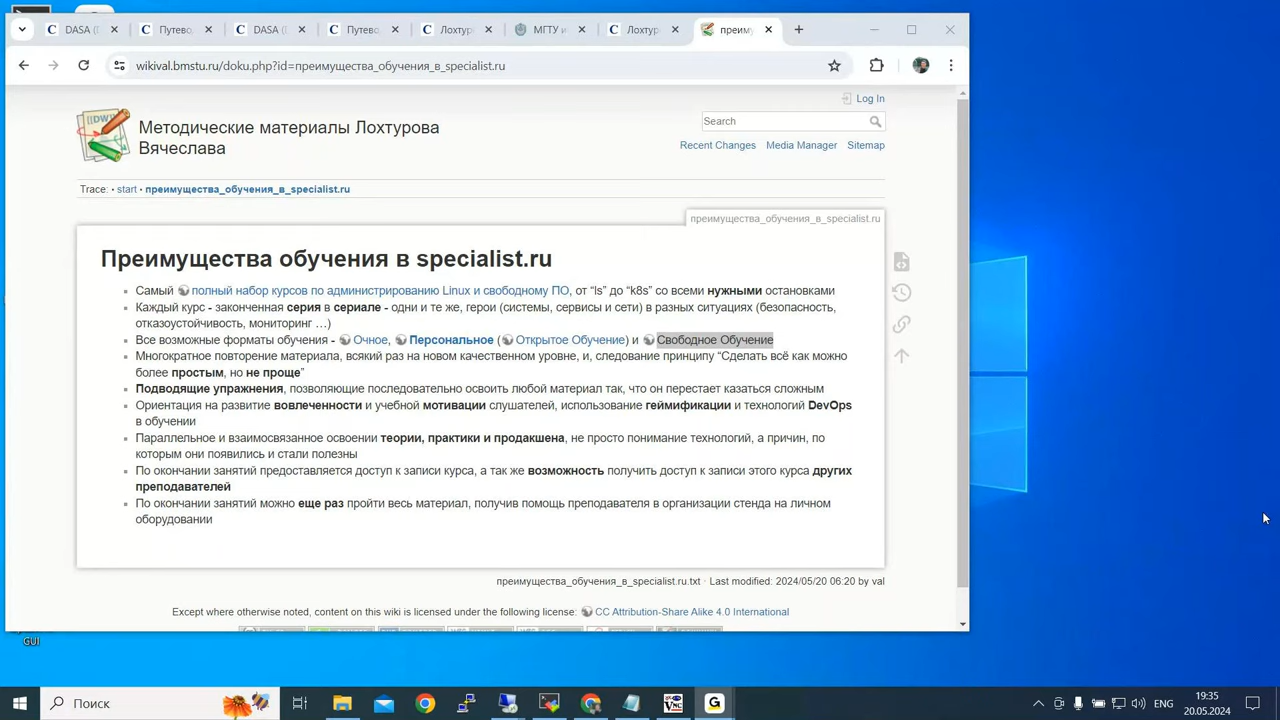 DASA (
Путево
DASA (
Путево
Лохтур
МГТУ и
Лохтур
преим
wikival.bmstu.ru/doku.php?id=преимущества_обучения_в_specialist.ru
Log In
Методические материалы Лохтурова
Вячеслава
Search
Recent Changes Media Manager Sitemap
Trace: • start • преимущества_обучения_в_specialist.ru
преимущества_обучения_в_specialist.ru
Преимущества обучения в specialist.ru
Самый полный набор курсов по администрированию Linux и свободному ПО, от “ls” до “k8s” со всеми нужными остановками
Каждый курс - законченная серия в сериале - одни и те же, герои (системы, сервисы и сети) в разных ситуациях (безопасность,
отказоустойчивость, мониторинг …)
Все возможные форматы обучения - Очное, Персональное (Открытое Обучение) и Свободное Обучение
Многократное повторение материала, всякий раз на новом качественном уровне, и, следование принципу “Сделать всё как можно
более простым, но не проще”
Подводящие упражнения, позволяющие последовательно освоить любой материал так, что он перестает казаться сложным
Ориентация на развитие вовлеченности и учебной мотивации слушателей, использование геймификации и технологий DevOps
в обучении
Параллельное и взаимосвязанное освоении теории, практики и продакшена, не просто понимание технологий, а причин, по
которым они появились и стали полезны
По окончании занятий предоставляется доступ к записи курса, а так же возможность получить доступ к записи этого курса других
преподавателей
По окончании занятий можно еще раз пройти весь материал, получив помощь преподавателя в организации стенда на личном
оборудовании
преимущества_обучения_в_specialist.ru.txt · Last modified: 2024/05/20 06:20 by val
Except where otherwise noted, content on this wiki is licensed under the following license: CC Attribution-Share Alike 4.0 International
GUI
Поиск
ENG
19:35
20.05.2024